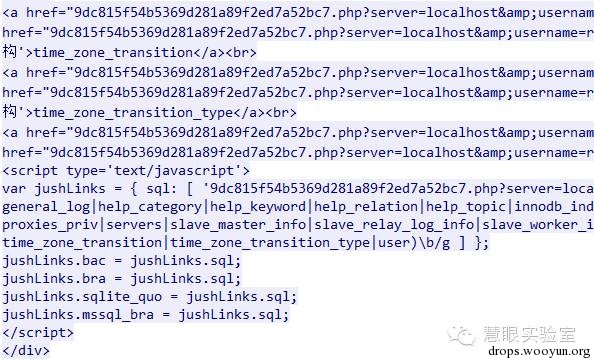 <a href="9dc815f54b5369d281a89f2ed7a52bc7.php?server=localhost&amp;usernam
href="9dc815f54b5369d281a89f2ed7a52bc7.php?server=localhost&amp;username=r
构'>time_zone_transition</a><br>
<a href="9dc815f54b5369d281a89f2ed7a52bc7.php?server=localhost&amp;usernam
href="9dc815f54b5369d281a89f2ed7a52bc7.php?server=localhost&amp;username=r
构'>time_zone_transition_type</a><br>
<a href="9dc815f54b5369d281a89f2ed7a52bc7.php?server=localhost&amp;usernam
href="9dc815f54b5369d281a89f2ed7a52bc7.php?server=localhost&amp;username=r
<script type='text/javascript'>
var jushLinks = { sql: [ '9dc815f54b5369d281a89f2ed7a52bc7.php?server=loca
general_log|help_category|help_keyword|help_relation|help_topic|innodb_ind
proxies_priv|servers|slave_master_info|slave_relay_log_info|slave_worker_i
time_zone_transition|time_zone_transition_type|user)\b/g ] };
jushLinks.bac = jushLinks.sql;
jushLinks.bra = jushLinks.sql;
jushLinks.sqlite_quo = jushLinks.sql;
jushLinks.mssql_bra = jushLinks.sql;
</script>
</div>
慧眼实验室
drops.wooyun.org